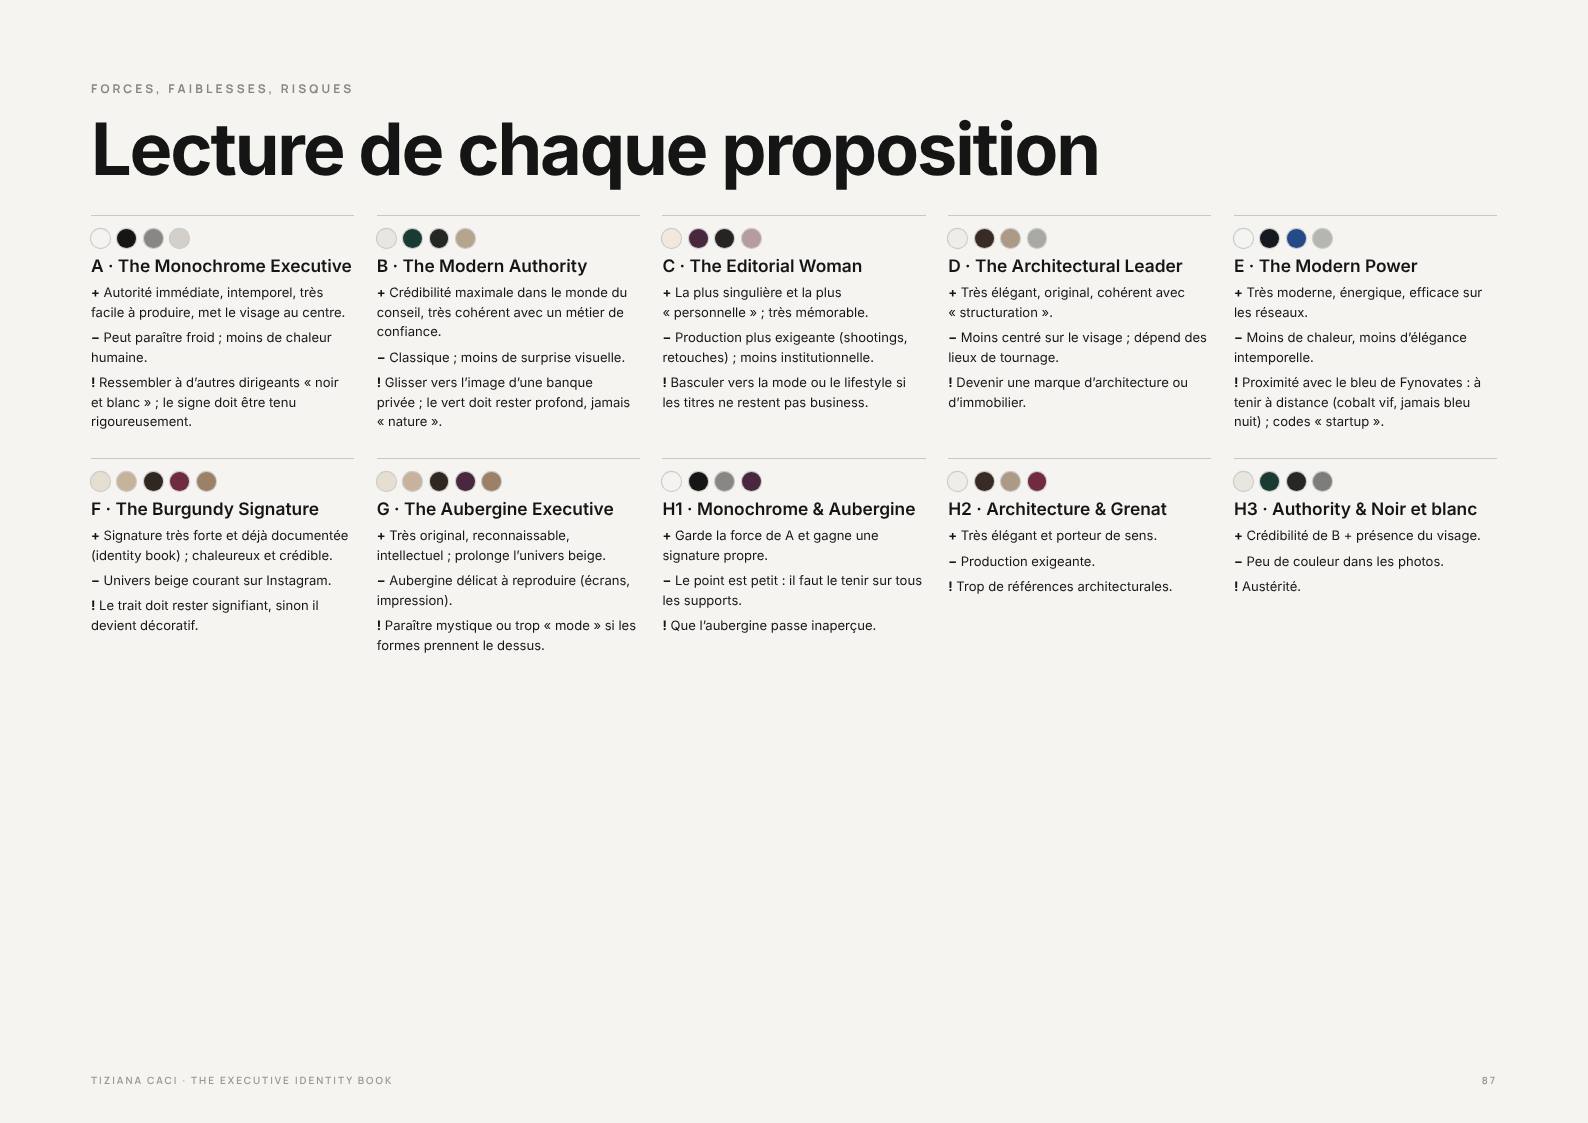 FORCES, FAIBLESSES, RISQUES
Lecture de chaque proposition
A · The Monochrome Executive
+ Autorité immédiate, intemporel, très
facile à produire, met le visage au centre.
– Peut paraître froid ; moins de chaleur
humaine.
! Ressembler à d’autres dirigeants « noir
et blanc » ; le signe doit être tenu
rigoureusement.
B · The Modern Authority
+ Crédibilité maximale dans le monde du
conseil, très cohérent avec un métier de
confiance.
– Classique ; moins de surprise visuelle.
! Glisser vers l’image d’une banque
privée ; le vert doit rester profond, jamais
« nature ».
C · The Editorial Woman
+ La plus singulière et la plus
« personnelle » ; très mémorable.
– Production plus exigeante (shootings,
retouches) ; moins institutionnelle.
! Basculer vers la mode ou le lifestyle si
les titres ne restent pas business.
D · The Architectural Leader
+ Très élégant, original, cohérent avec
« structuration ».
– Moins centré sur le visage ; dépend des
lieux de tournage.
! Devenir une marque d’architecture ou
d’immobilier.
E · The Modern Power
+ Très moderne, énergique, efficace sur
les réseaux.
– Moins de chaleur, moins d’élégance
intemporelle.
! Proximité avec le bleu de Fynovates : à
tenir à distance (cobalt vif, jamais bleu
nuit) ; codes « startup ».
F · The Burgundy Signature
+ Signature très forte et déjà documentée
(identity book) ; chaleureux et crédible.
– Univers beige courant sur Instagram.
! Le trait doit rester signifiant, sinon il
devient décoratif.
G · The Aubergine Executive
+ Très original, reconnaissable,
intellectuel ; prolonge l’univers beige.
– Aubergine délicat à reproduire (écrans,
impression).
! Paraître mystique ou trop « mode » si les
formes prennent le dessus.
H1 · Monochrome & Aubergine
+ Garde la force de A et gagne une
signature propre.
– Le point est petit : il faut le tenir sur tous
les supports.
! Que l’aubergine passe inaperçue.
H2 · Architecture & Grenat
+ Très élégant et porteur de sens.
– Production exigeante.
! Trop de références architecturales.
H3 · Authority & Noir et blanc
+ Crédibilité de B + présence du visage.
– Peu de couleur dans les photos.
! Austérité.
TIZIANA CACI · THE EXECUTIVE IDENTITY BOOK
87